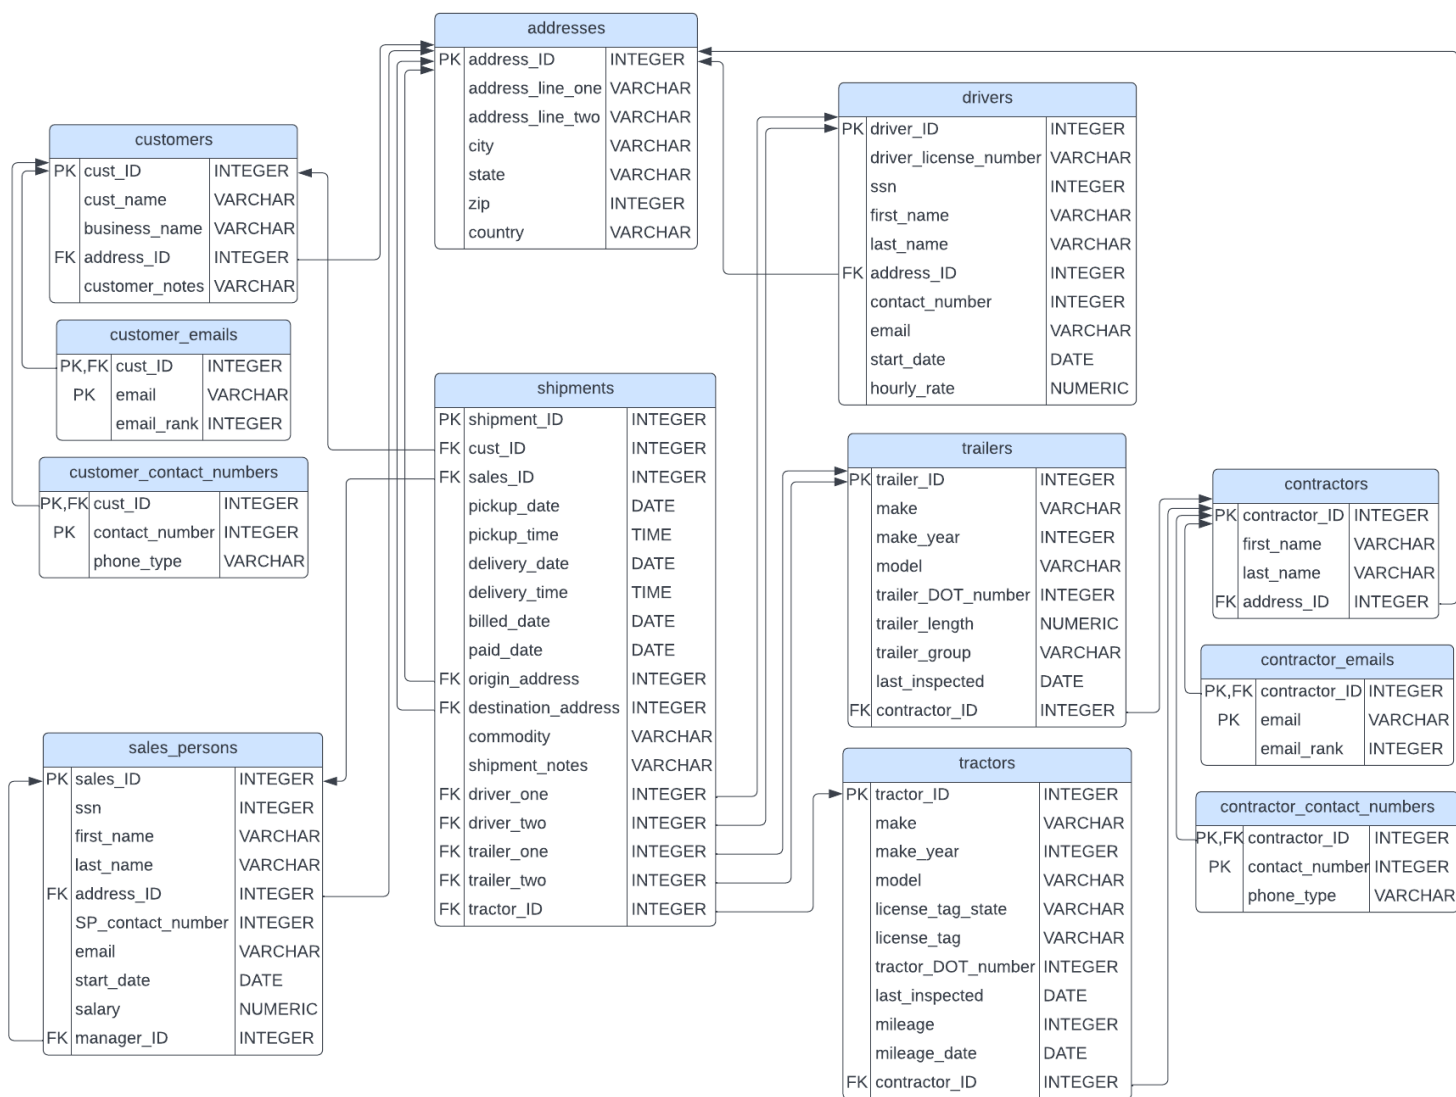 addresses
PK address_ID INTEGER
address_line_one VARCHAR
address_line_two VARCHAR
city VARCHAR
state VARCHAR
zip INTEGER
country VARCHAR
customers
PK cust_ID INTEGER
cust_name VARCHAR
business_name VARCHAR
FK address_ID INTEGER
customer_notes VARCHAR
customer_emails
PK,FK cust_ID INTEGER
PK email VARCHAR
email_rank INTEGER
customer_contact_numbers
PK,FK cust_ID INTEGER
PK contact_number INTEGER
phone_type VARCHAR
sales_persons
PK sales_ID INTEGER
ssn INTEGER
first_name VARCHAR
last_name VARCHAR
FK address_ID INTEGER
SP_contact_number INTEGER
email VARCHAR
start_date DATE
salary NUMERIC
FK manager_ID INTEGER
shipments
PK shipment_ID INTEGER
FK cust_ID INTEGER
FK sales_ID INTEGER
pickup_date DATE
pickup_time TIME
delivery_date DATE
delivery_time TIME
billed_date DATE
paid_date DATE
FK origin_address INTEGER
FK destination_address INTEGER
commodity VARCHAR
shipment_notes VARCHAR
FK driver_one INTEGER
FK driver_two INTEGER
FK trailer_one INTEGER
FK trailer_two INTEGER
FK tractor_ID INTEGER
drivers
PK driver_ID INTEGER
driver_license_number VARCHAR
ssn INTEGER
first_name VARCHAR
last_name VARCHAR
FK address_ID INTEGER
contact_number INTEGER
email VARCHAR
start_date DATE
hourly_rate NUMERIC
trailers
PK trailer_ID INTEGER
make VARCHAR
make_year INTEGER
model VARCHAR
trailer_DOT_number INTEGER
trailer_length NUMERIC
trailer_group VARCHAR
last_inspected DATE
FK contractor_ID INTEGER
tractors
PK tractor_ID INTEGER
make VARCHAR
make_year INTEGER
model VARCHAR
license_tag_state VARCHAR
license_tag VARCHAR
tractor_DOT_number INTEGER
last_inspected DATE
mileage INTEGER
mileage_date DATE
FK contractor_ID INTEGER
contractors
PK contractor_ID INTEGER
first_name VARCHAR
last_name VARCHAR
FK address_ID INTEGER
contractor_emails
PK,FK contractor_ID INTEGER
PK email VARCHAR
email_rank INTEGER
contractor_contact_numbers
PK,FK contractor_ID INTEGER
PK contact_number INTEGER
phone_type VARCHAR